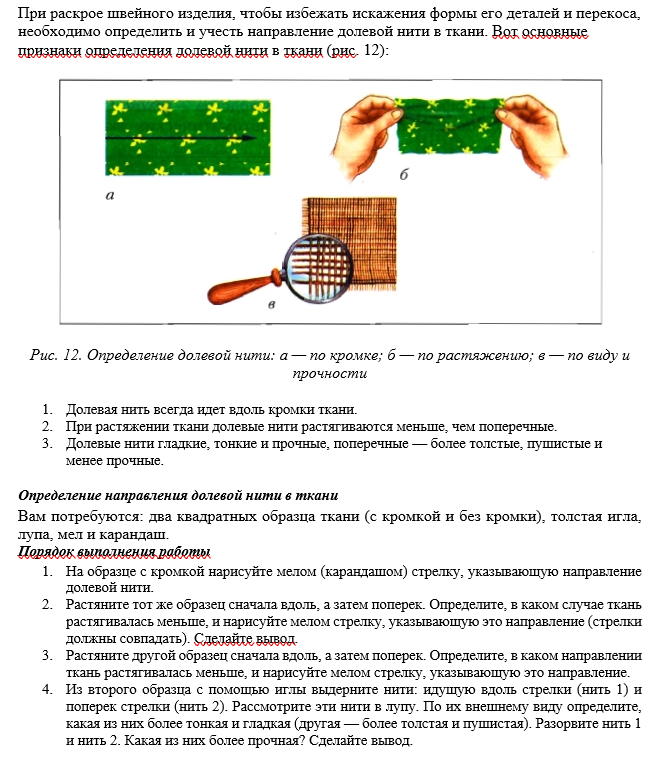 При раскрое швейного изделия, чтобы избежать искажения формы его деталей и перекоса,
необходимо определить и учесть направление долевой нити в ткани. Вот основные
признаки определения долевой нити в ткани (рис. 12):
а
б
в
Рис. 12. Определение долевой нити: а — по кромке; б — по растяжению; в — по виду и
прочности
1. Долевая нить всегда идет вдоль кромки ткани.
2. При растяжении ткани долевые нити растягиваются меньше, чем поперечные.
3. Долевые нити гладкие, тонкие и прочные, поперечные — более толстые, пушистые и
менее прочные.
Определение направления долевой нити в ткани
Вам потребуются: два квадратных образца ткани (с кромкой и без кромки), толстая игла,
лупа, мел и карандаш.
Порядок выполнения работы
1. На образце с кромкой нарисуйте мелом (карандашом) стрелку, указывающую направление
долевой нити.
2. Растяните тот же образец сначала вдоль, а затем поперек. Определите, в каком случае ткань
растягивалась меньше, и нарисуйте мелом стрелку, указывающую это направление (стрелки
должны совпадать). Сделайте вывод.
3. Растяните другой образец сначала вдоль, а затем поперек. Определите, в каком направлении
ткань растягивалась меньше, и нарисуйте мелом стрелку, указывающую это направление.
4. Из второго образца с помощью иглы выдерните нити: идущую вдоль стрелки (нить 1) и
поперек стрелки (нить 2). Рассмотрите эти нити в лупу. По их внешнему виду определите,
какая из них более тонкая и гладкая (другая — более толстая и пушистая). Разорвите нить 1
и нить 2. Какая из них более прочная? Сделайте вывод.